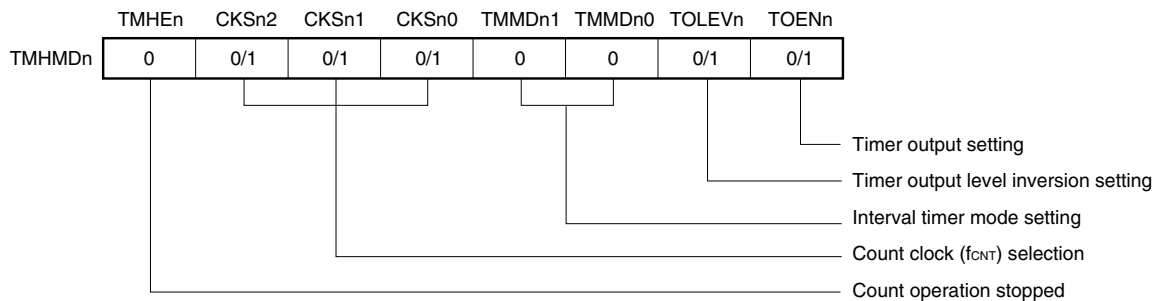 TMHEn CKSn2 CKSn1 CKSn0 TMMDn1 TMMDn0 TOLEVn TOENn
TMHMDn 0 0/1 0/1 0/1 0 0 0/1 0/1
Timer output setting
Timer output level inversion setting
Interval timer mode setting
Count clock (fCNT) selection
Count operation stopped